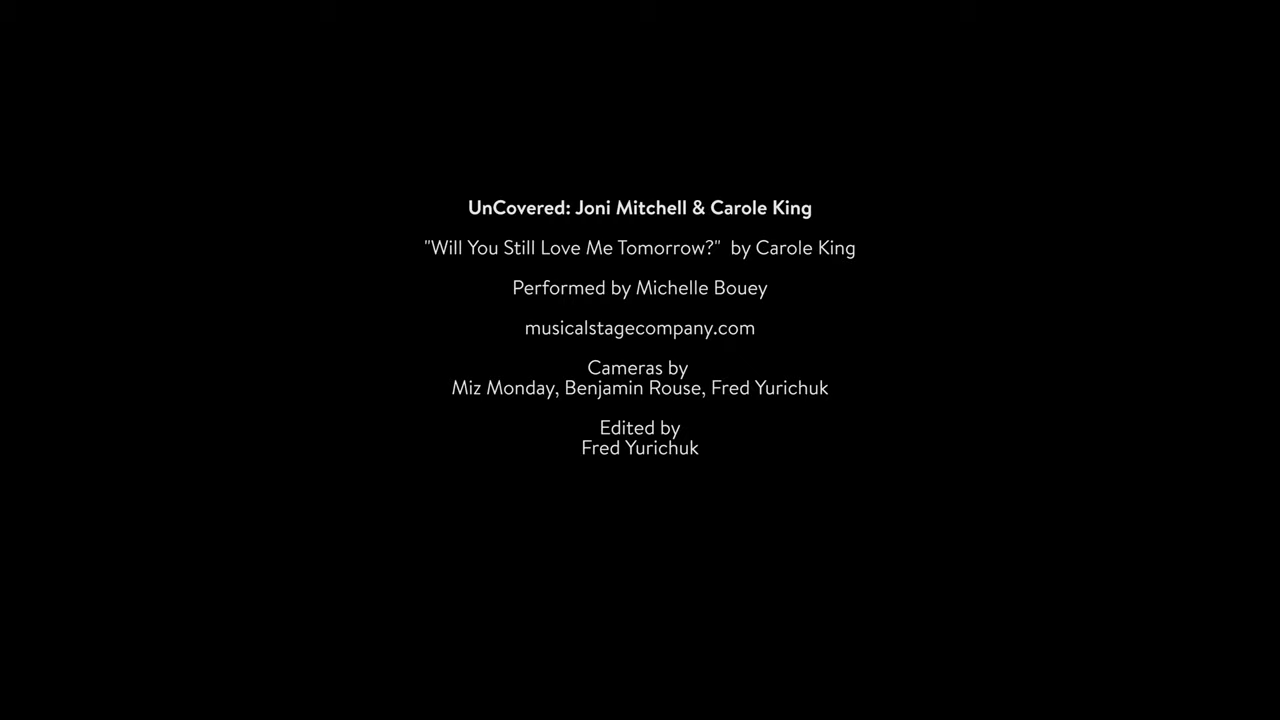 UnCovered: Joni Mitchell & Carole King
"Will You Still Love Me Tomorrow?"  by Carole King
Performed by Michelle Bouey
musicalstagecompany.com
Cameras by
Miz Monday, Benjamin Rouse, Fred Yurichuk
Edited by
Fred Yurichuk